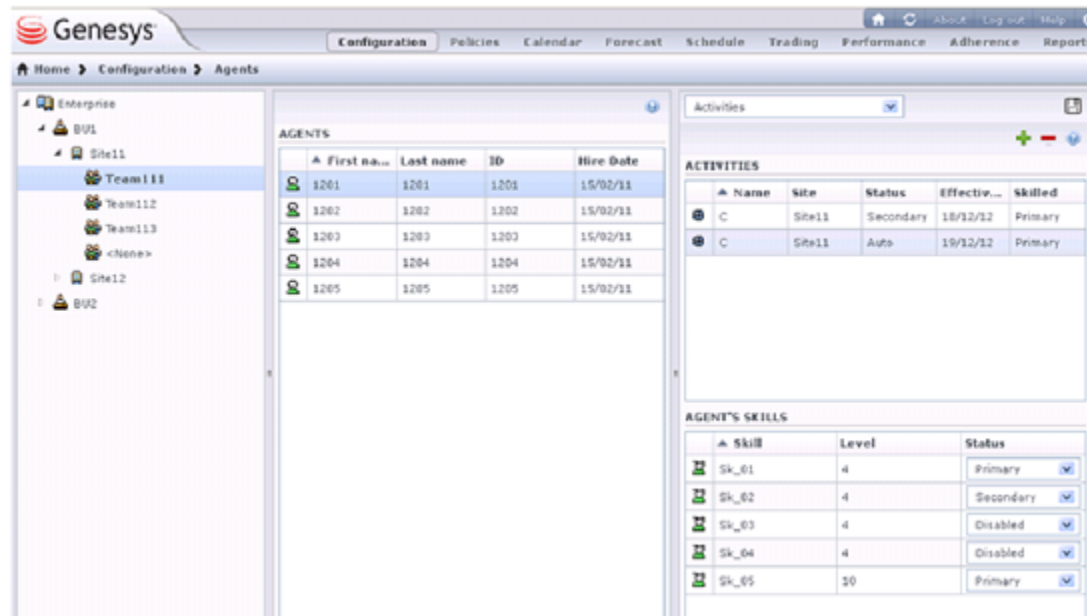 Genesys
About Log out Help
Configuration Policies Calendar Forecast Schedule Trading Performance Adherence Report
Home > Configuration > Agents
Enterprise
BU1
Site11
Team111
Team112
Team113
<None>
Site12
BU2
AGENTS
First na... Last name ID Hire Date
1201 1201 1201 15/02/11
1202 1202 1202 15/02/11
1203 1203 1203 15/02/11
1204 1204 1204 15/02/11
1205 1205 1205 15/02/11
Activities
ACTIVITIES
Name Site Status Effectiv... Skilled
C Site11 Secondary 18/12/12 Primary
C Site11 Auto 19/12/12 Primary
AGENT'S SKILLS
Skill Level Status
Sk_01 4 Primary
Sk_02 4 Secondary
Sk_03 4 Disabled
Sk_04 4 Disabled
Sk_05 10 Primary